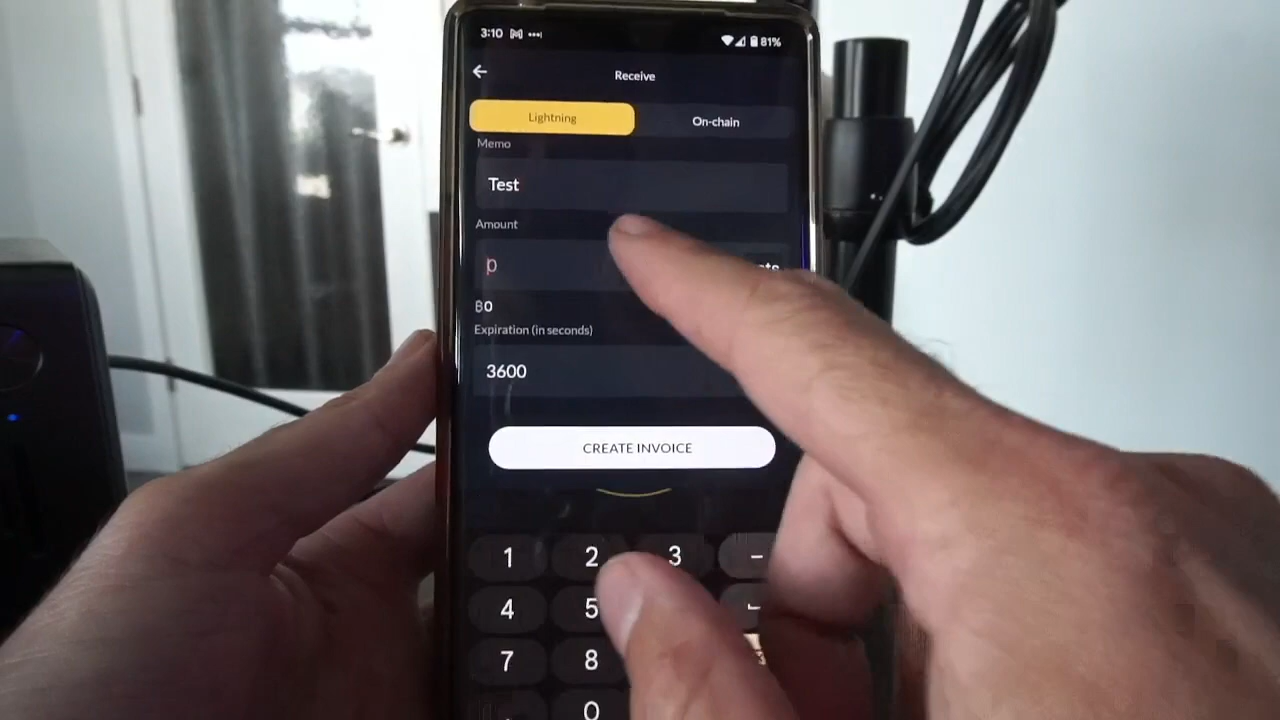 3:10 81%
Receive
Lightning On-chain
Memo
Test
Amount
฿0
Expiration (in seconds)
3600
CREATE INVOICE
1 2 3 –
4 5
7 8
0